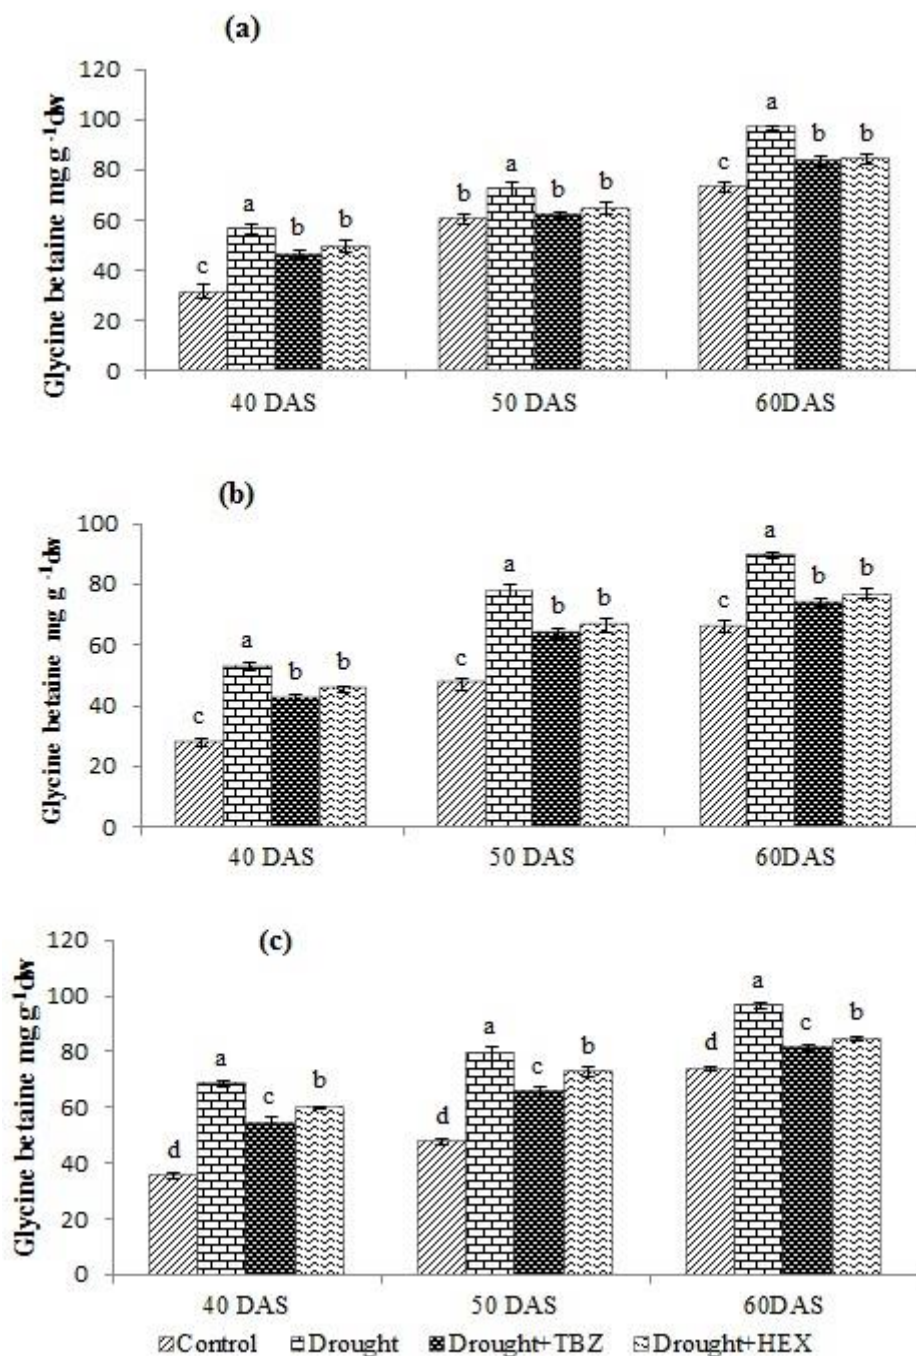 (a)
Glycine betaine mg g -1dw
120
100
80
60
40
20
0
c a b b
b a b b
c a b b
40 DAS 50 DAS 60DAS
(b)
Glycine betaine mg g -1dw
100
80
60
40
20
0
c a b b
c a b b
c a b b
40 DAS 50 DAS 60DAS
(c)
Glycine betaine mg g-1dw
120
100
80
60
40
20
0
d a c b
d a c b
d a c b
40 DAS 50 DAS 60DAS
Control Drought Drought+TBZ Drought+HEX